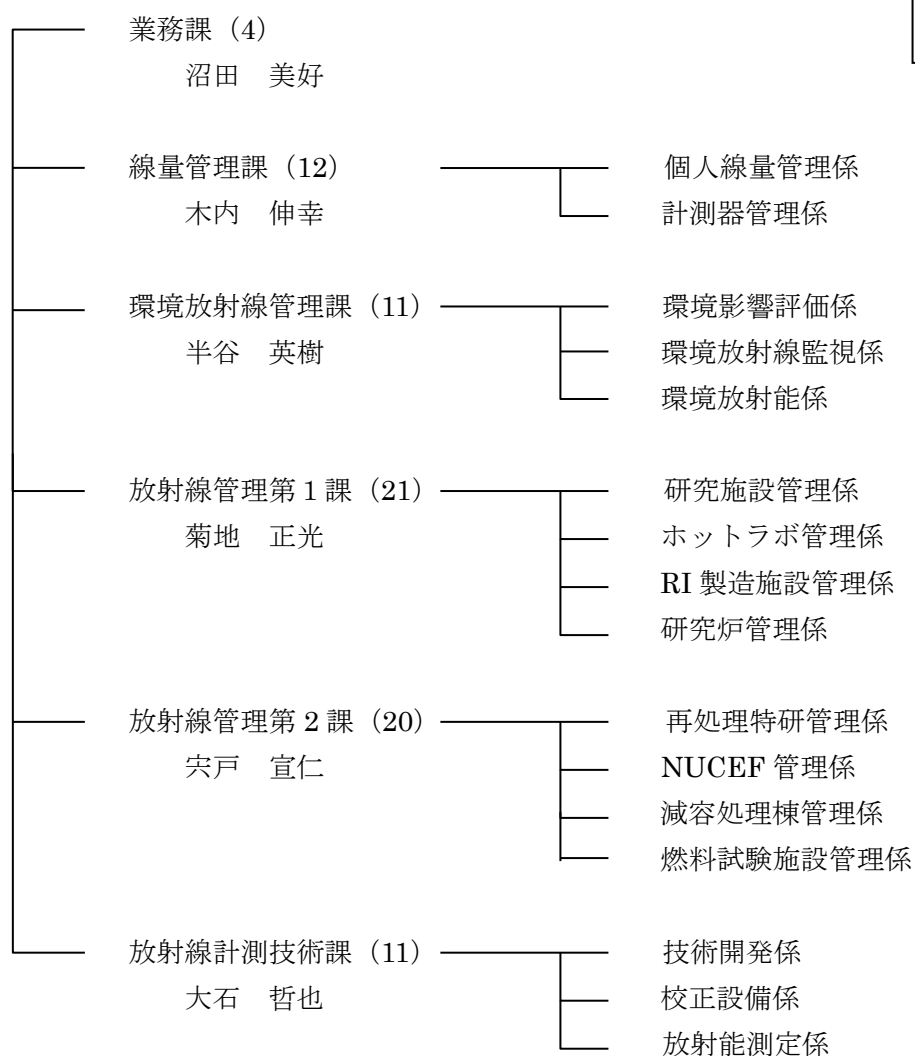 業務課（4）
沼田　美好
線量管理課（12）　個人線量管理係
木内　伸幸　計測器管理係
環境放射線管理課（11）　環境影響評価係
半谷　英樹　環境放射線監視係
環境放射能係
放射線管理第1課（21）　研究施設管理係
菊地　正光　ホットラボ管理係
RI 製造施設管理係
研究炉管理係
放射線管理第2課（20）　再処理特研管理係
宍戸　宣仁　NUCEF 管理係
減容処理棟管理係
燃料試験施設管理係
放射線計測技術課（11）　技術開発係
大石　哲也　校正設備係
放射能測定係